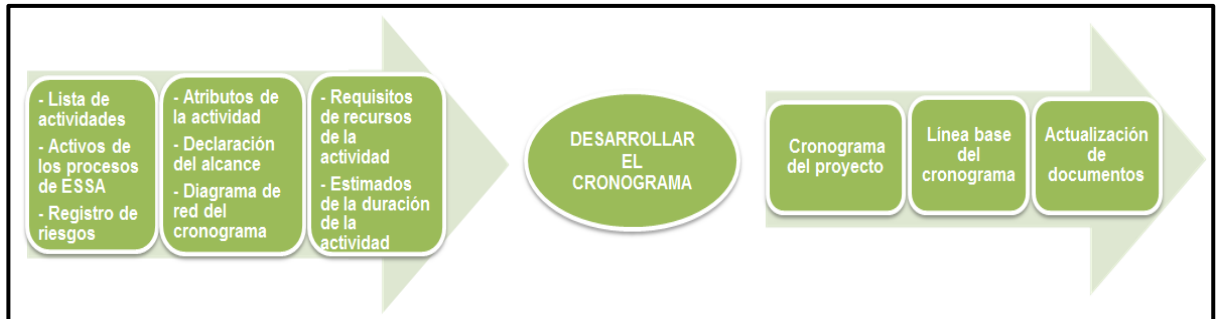 - Lista de
actividades
- Activos de
los procesos
de ESSA
- Registro de
riesgos
- Atributos de
la actividad
- Declaración
del alcance
- Diagrama de
red del
cronograma
- Requisitos
de recursos
de la
actividad
- Estimados
de la duración
de la
actividad
DESARROLLAR
EL
CRONOGRAMA
Cronograma
del proyecto
Línea base
del
cronograma
Actualización
de
documentos